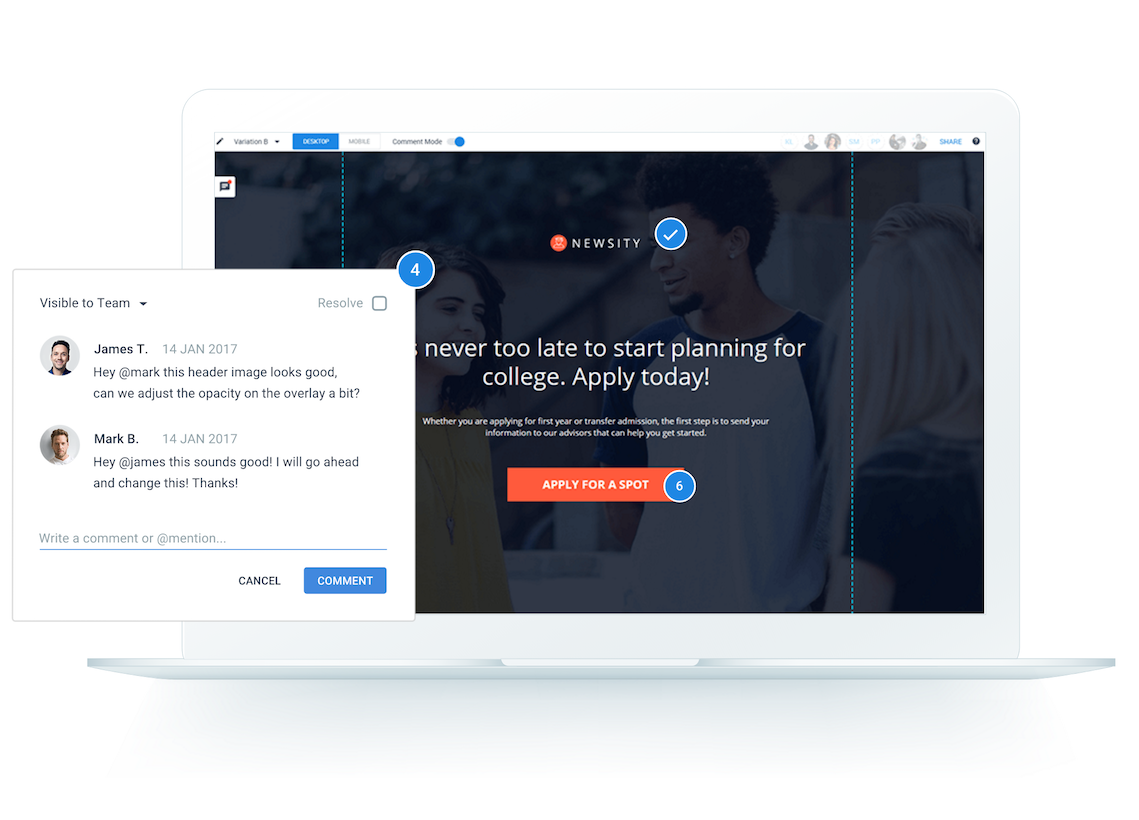 Variation B
DESKTOP
MOBILE
Comment Mode
SM
PP
SHARE
NEWSITY
4
Visible to Team
Resolve
James T. 14 JAN 2017
Hey @mark this header image looks good,
can we adjust the opacity on the overlay a bit?
Mark B. 14 JAN 2017
Hey @james this sounds good! I will go ahead
and change this! Thanks!
Write a comment or @mention...
CANCEL
COMMENT
never too late to start planning for
college. Apply today!
Whether you are applying for first year or transfer admission, the first step is to send your
information to our advisors that can help you get started.
APPLY FOR A SPOT
6